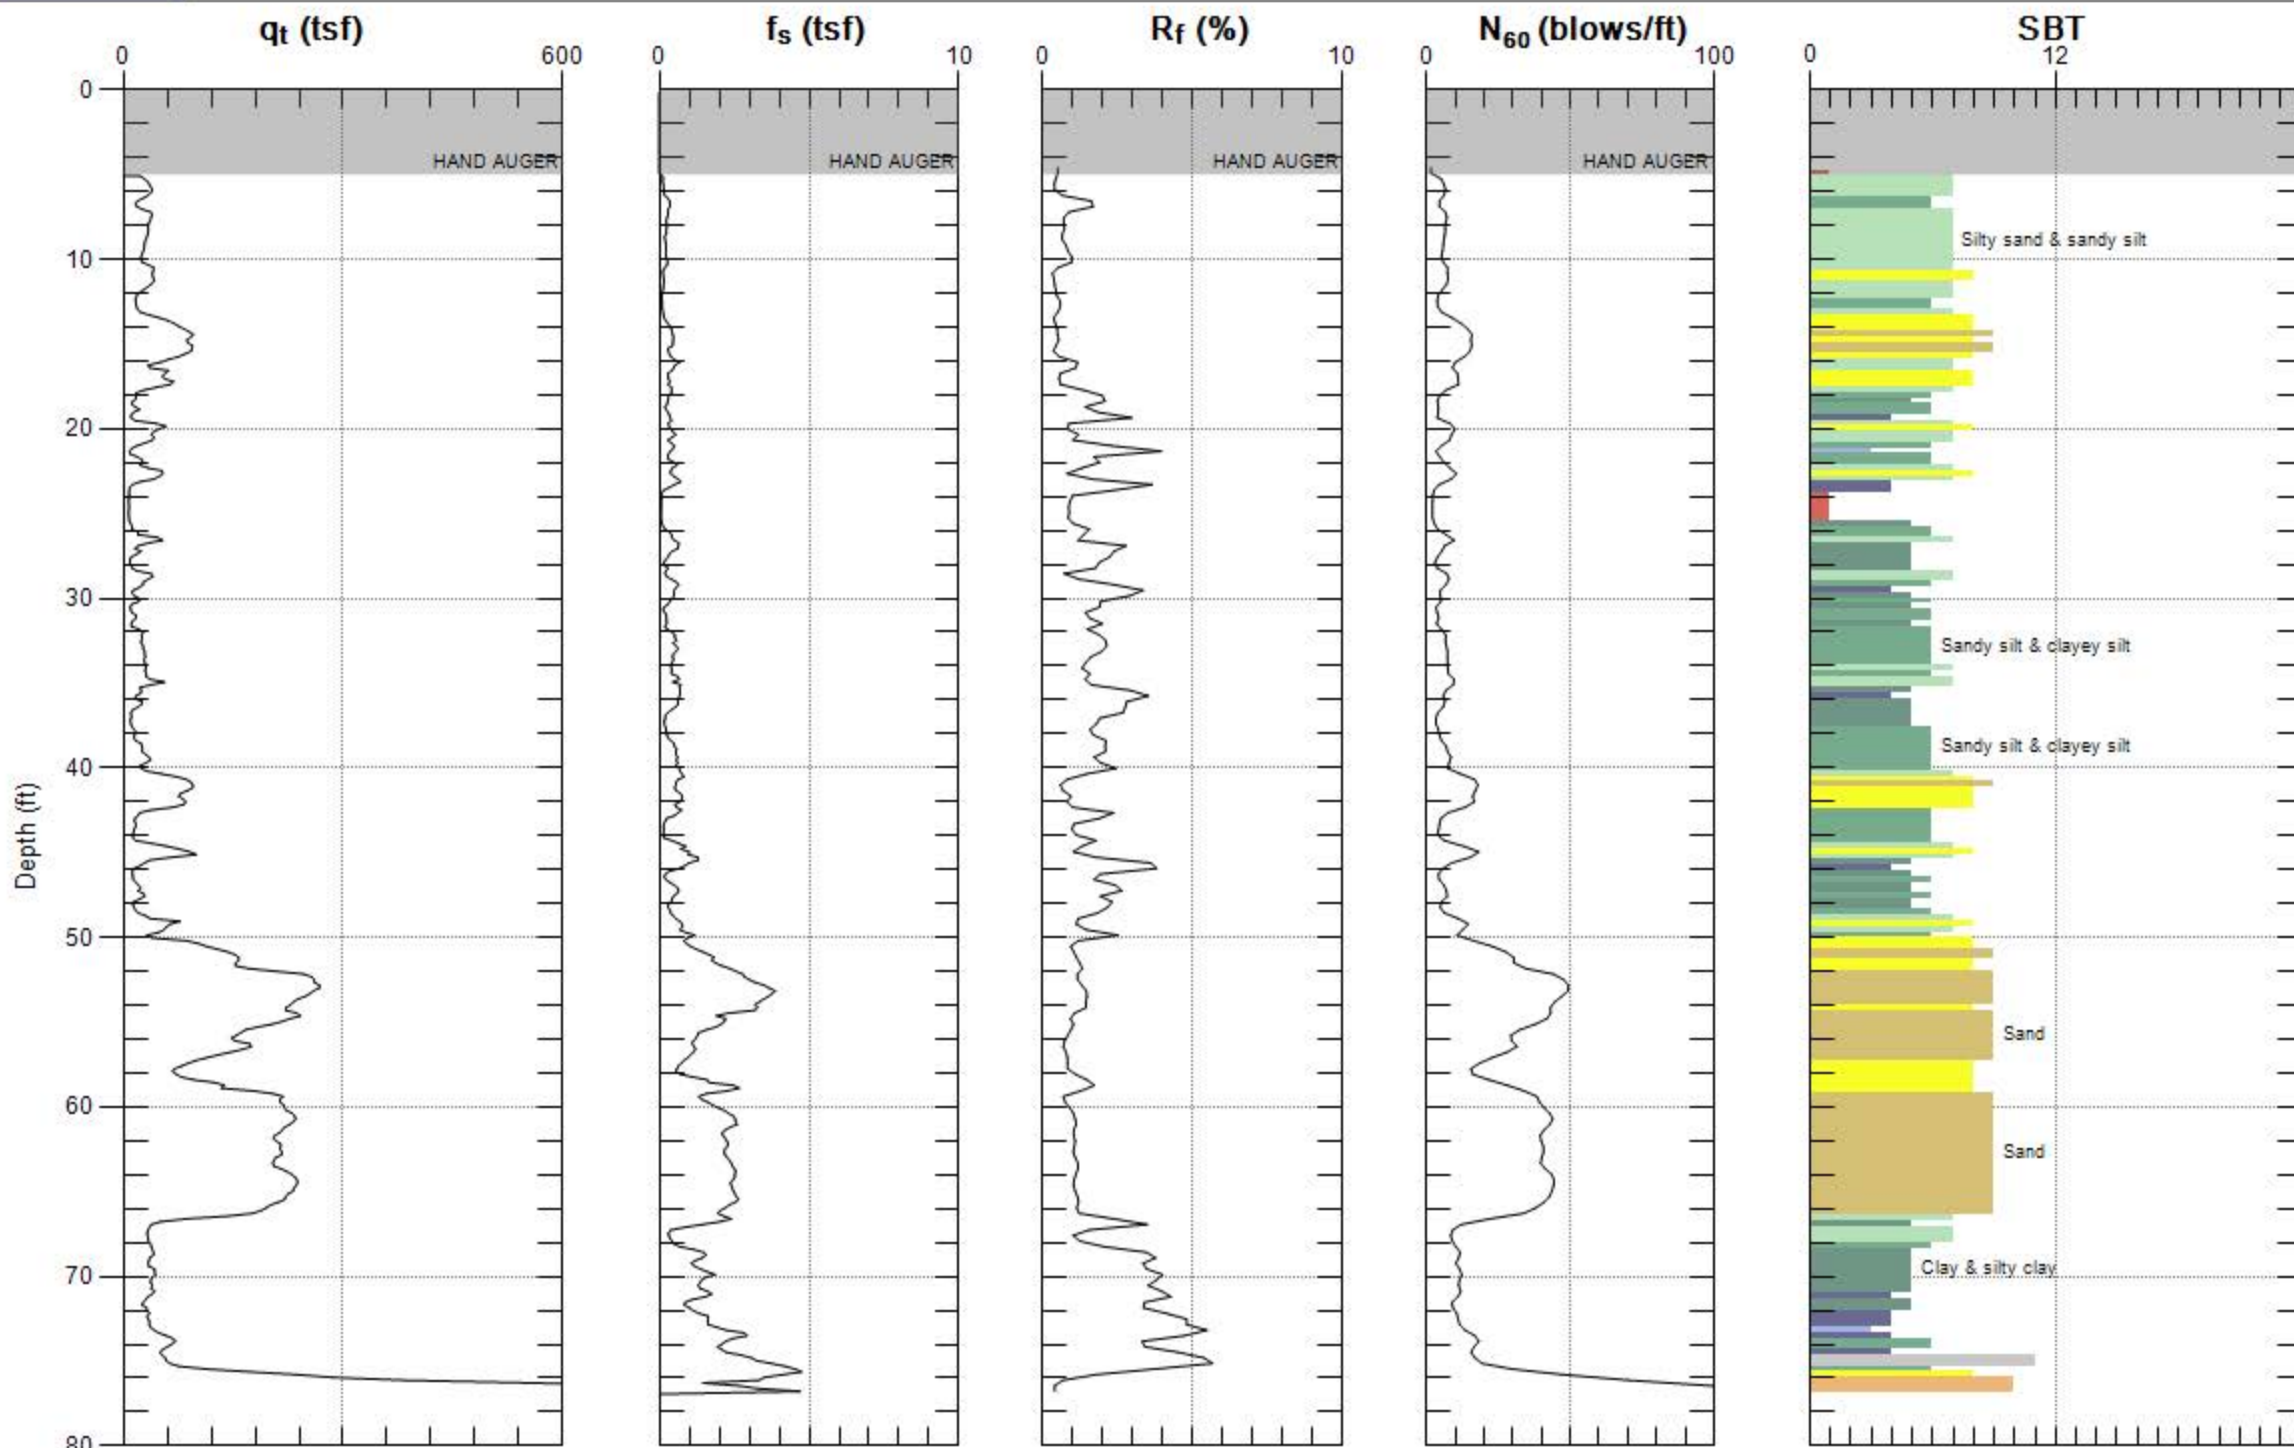 qt (tsf) fs (tsf) Rf (%) N60 (blows/ft) SBT
0 600 0 10 0 10 0 100 0 12
0
HAND AUGER HAND AUGER HAND AUGER HAND AUGER
Silty sand & sandy silt
10
20
30
Sandy silt & clayey silt
Sandy silt & clayey silt
40
Depth (ft)
50
Sand
60
Sand
Clay & silty clay
70
80